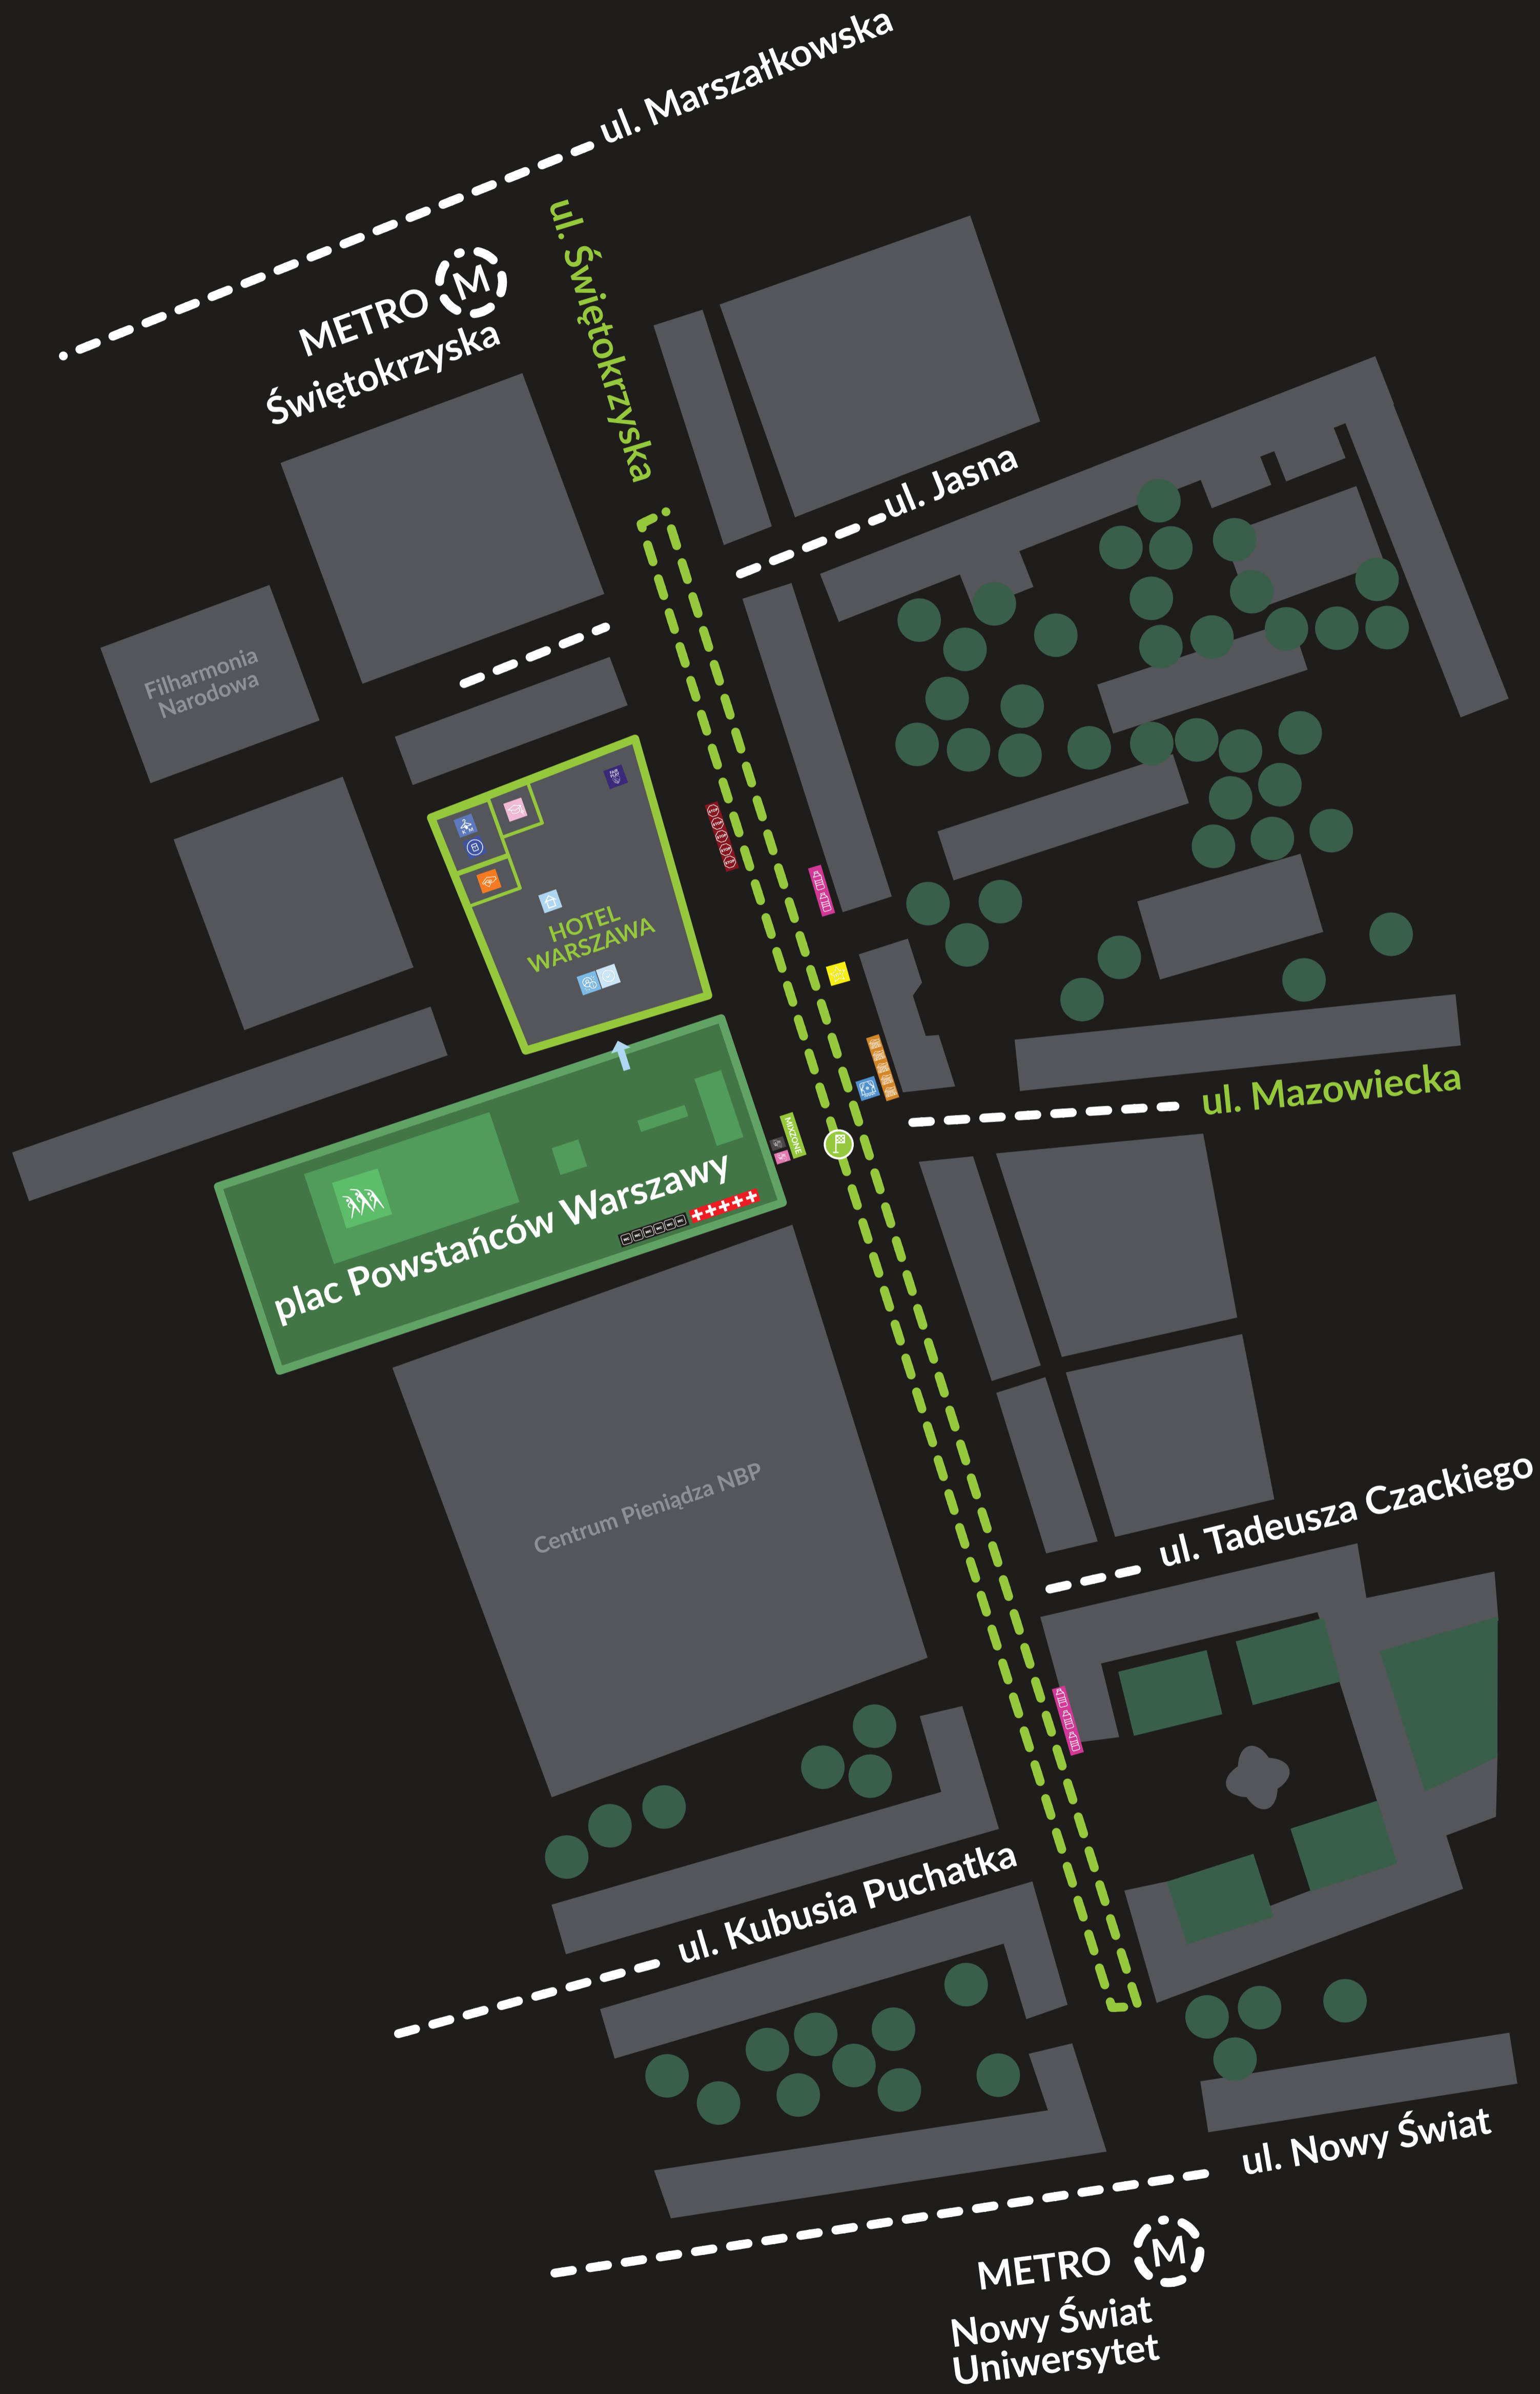 ul. Marszałkowska
ul. Świętokrzyska
METRO M
Świętokrzyska
ul. Jasna
Filharmonia
Narodowa
HOTEL
WARSZAWA
ul. Mazowiecka
MIXZONE
plac Powstańców Warszawy
Centrum Pieniądza NBP
ul. Tadeusza Czackiego
ul. Kubusia Puchatka
ul. Nowy Świat
METRO M
Nowy Świat
Uniwersytet